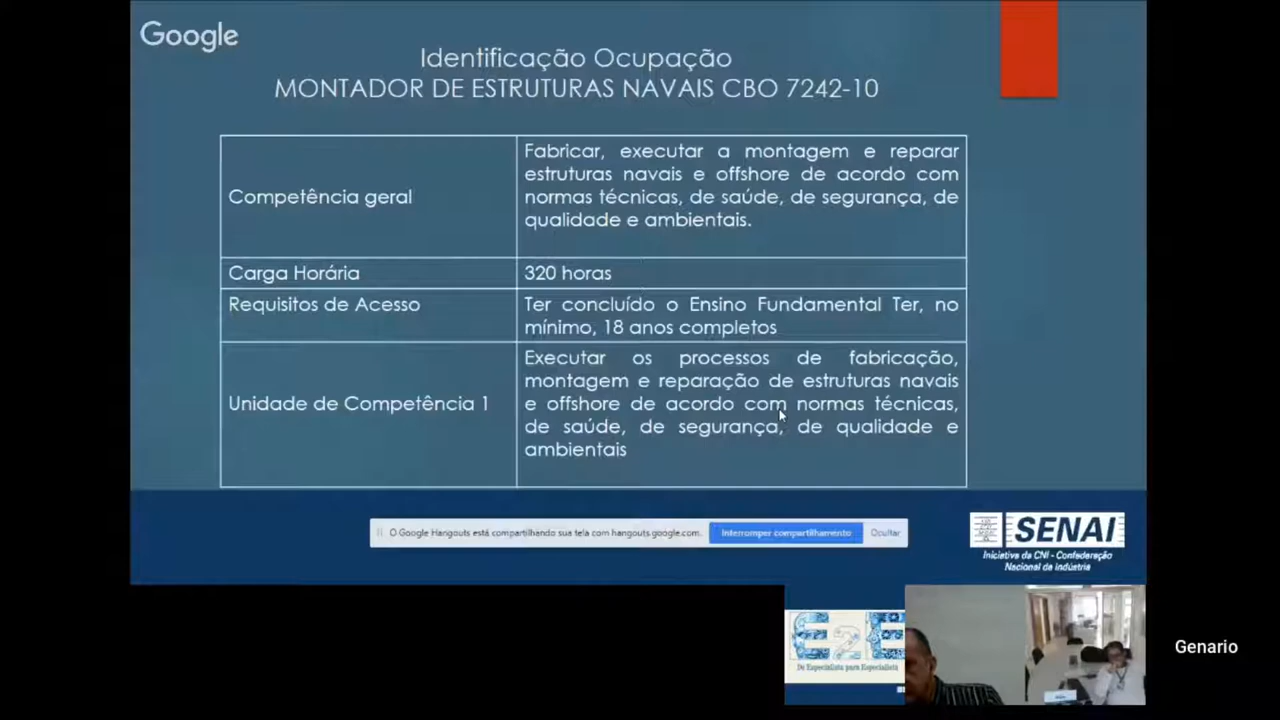 Google
Identificação Ocupação
MONTADOR DE ESTRUTURAS NAVAIS CBO 7242-10
Competência geral
Fabricar, executar a montagem e reparar
estruturas navais e offshore de acordo com
normas técnicas, de saúde, de segurança, de
qualidade e ambientais.
Carga Horária
320 horas
Requisitos de Acesso
Ter concluído o Ensino Fundamental Ter, no
mínimo, 18 anos completos
Unidade de Competência 1
Executar os processos de fabricação,
montagem e reparação de estruturas navais
e offshore de acordo com normas técnicas,
de saúde, de segurança, de qualidade e
ambientais
O Google Hangouts está compartilhando sua tela com hangouts.google.com.
Interromper compartilhamento
Ocultar
SENAI
Iniciativa da CNI - Confederação
Nacional da Indústria
E2E
De Especialista para Especialista
Genario